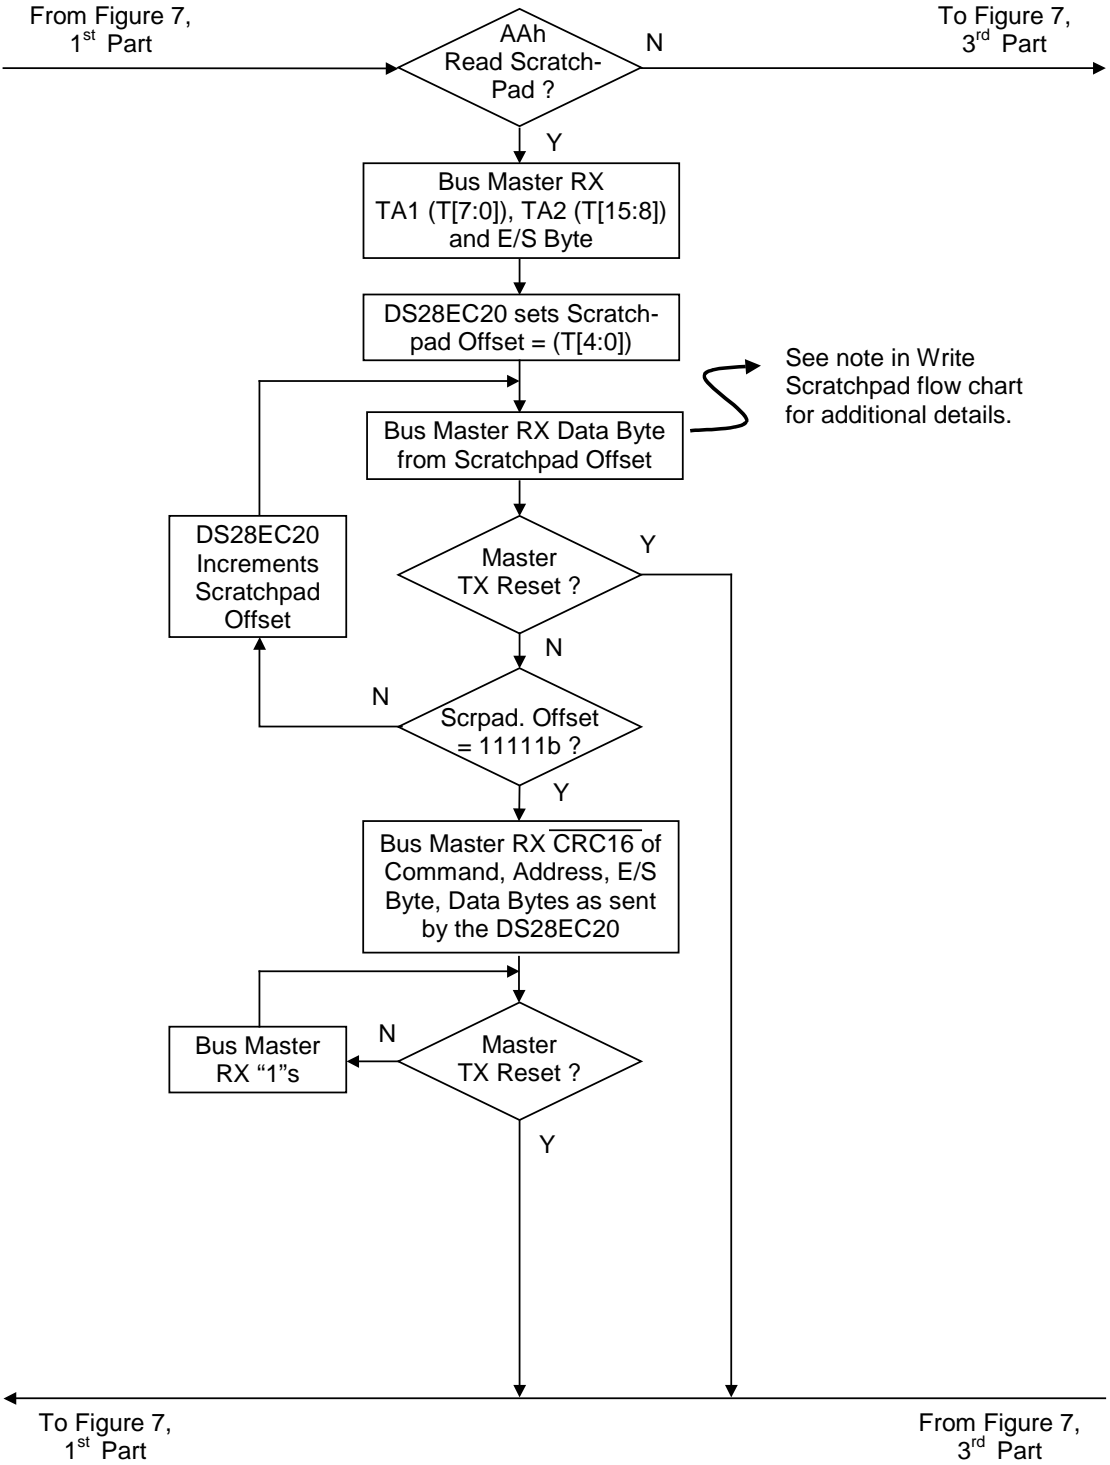 From Figure 7,
1st Part
To Figure 7,
3rd Part
AAh
Read Scratch-
Pad ?
N
Y
Bus Master RX
TA1 (T[7:0]), TA2 (T[15:8])
and E/S Byte
DS28EC20 sets Scratch-
pad Offset = (T[4:0])
See note in Write
Scratchpad flow chart
for additional details.
Bus Master RX Data Byte
from Scratchpad Offset
DS28EC20
Increments
Scratchpad
Offset
Master
TX Reset ?
Y
N
N
Scrpad. Offset
= 11111b ?
Y
Bus Master RX CRC16 of
Command, Address, E/S
Byte, Data Bytes as sent
by the DS28EC20
Bus Master
RX “1”s
N
Master
TX Reset ?
Y
To Figure 7,
1st Part
From Figure 7,
3rd Part